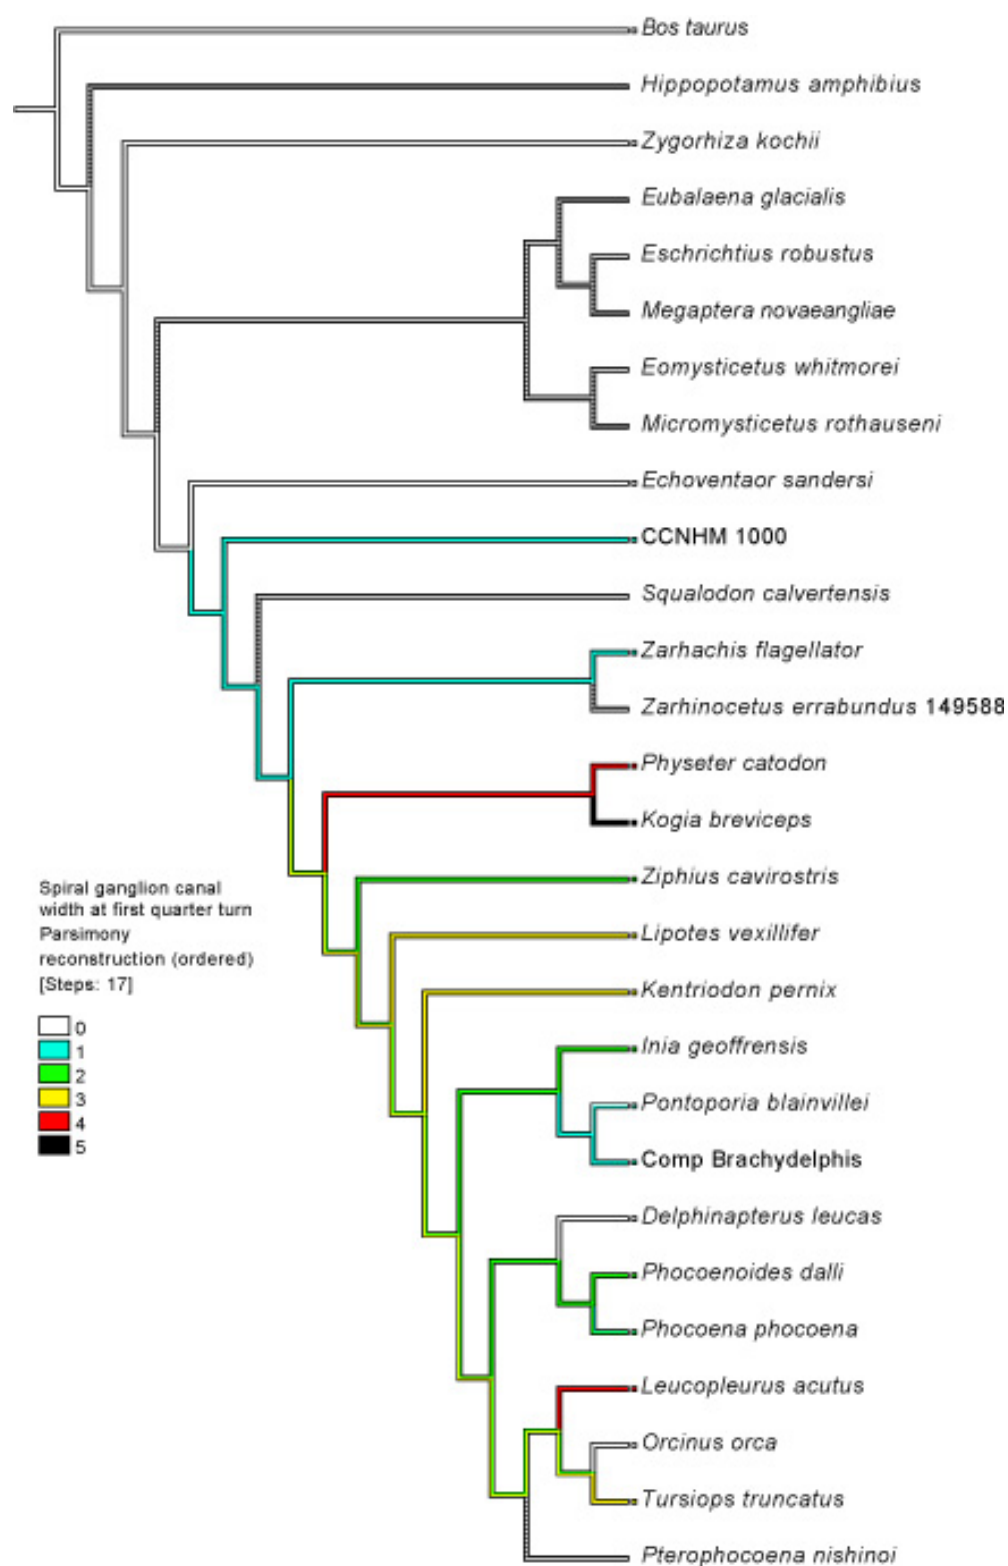 Bos taurus
Hippopotamus amphibius
Zygorhiza kochii
Eubalaena glacialis
Eschrichtius robustus
Megaptera novaeangliae
Eomysticetus whitmorei
Micromysticetus rothauseni
Echoventaor sandersi
CCNHM 1000
Squalodon calvertensis
Zarhachis flagellator
Zarhinocetus errabundus 149588
Physeter catodon
Kogia breviceps
Ziphius cavirostris
Lipotes vexillifer
Kentriodon pernix
Inia geoffrensis
Pontoporia blainvillei
Comp Brachydelphis
Delphinapterus leucas
Phocoenoides dalli
Phocoena phocoena
Leucopleurus acutus
Orcinus orca
Tursiops truncatus
Pterophocoena nishinoi
Spiral ganglion canal
width at first quarter turn
Parsimony
reconstruction (ordered)
[Steps: 17]
0
1
2
3
4
5